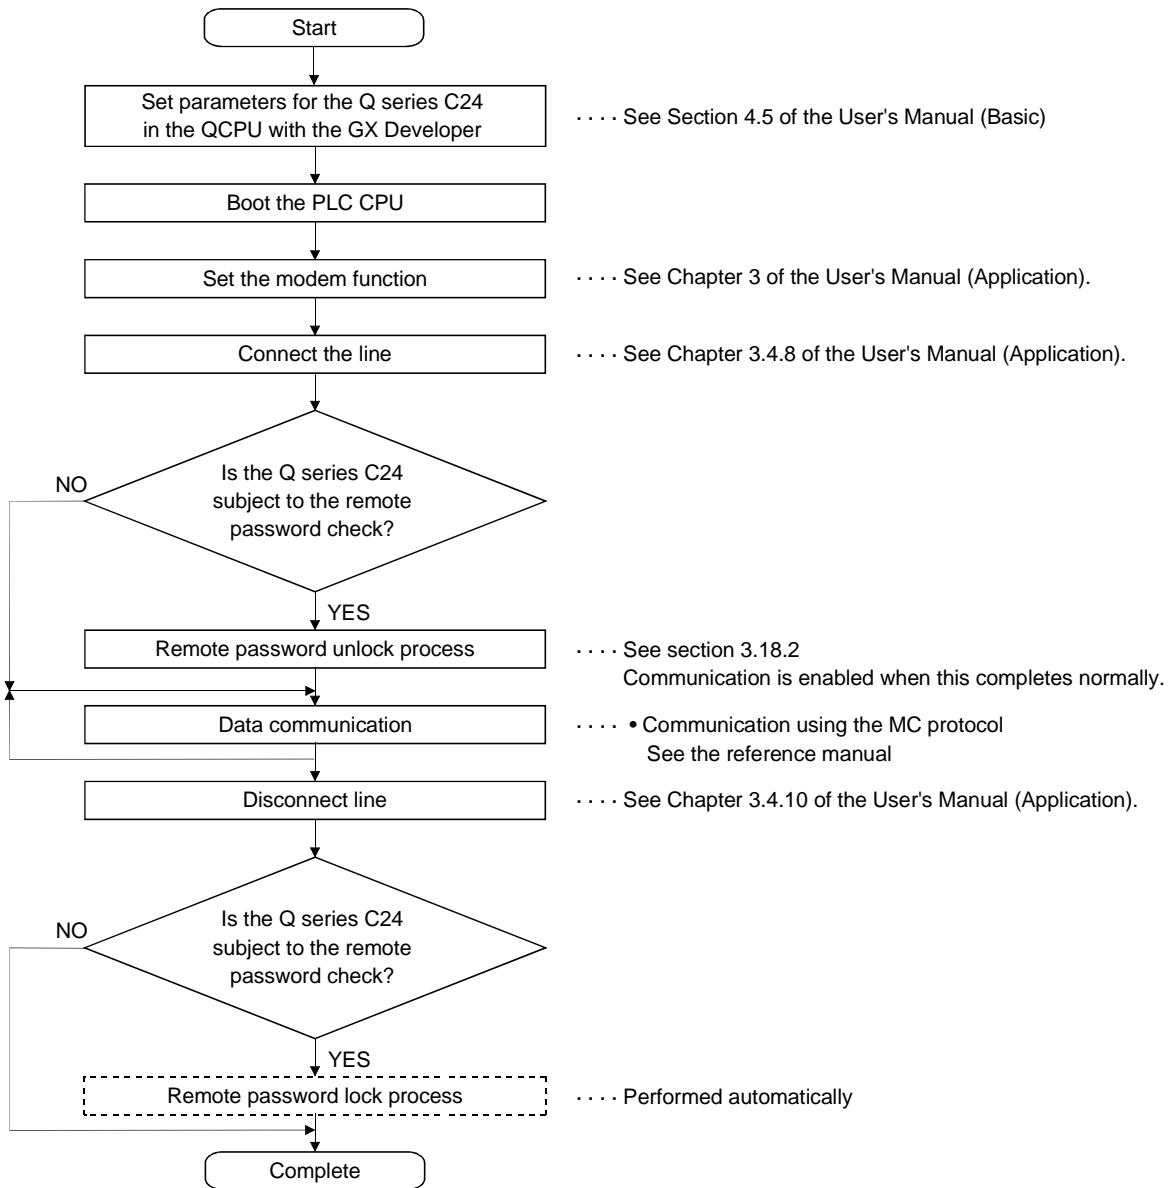 Start
Set parameters for the Q series C24
in the QCPU with the GX Developer
· · · · See Section 4.5 of the User's Manual (Basic)
Boot the PLC CPU
Set the modem function
· · · · See Chapter 3 of the User's Manual (Application).
Connect the line
· · · · See Chapter 3.4.8 of the User's Manual (Application).
Is the Q series C24
subject to the remote
password check?
NO
YES
Remote password unlock process
· · · · See section 3.18.2
Communication is enabled when this completes normally.
Data communication
· · · · • Communication using the MC protocol
See the reference manual
Disconnect line
· · · · See Chapter 3.4.10 of the User's Manual (Application).
Is the Q series C24
subject to the remote
password check?
NO
YES
Remote password lock process
· · · · Performed automatically
Complete